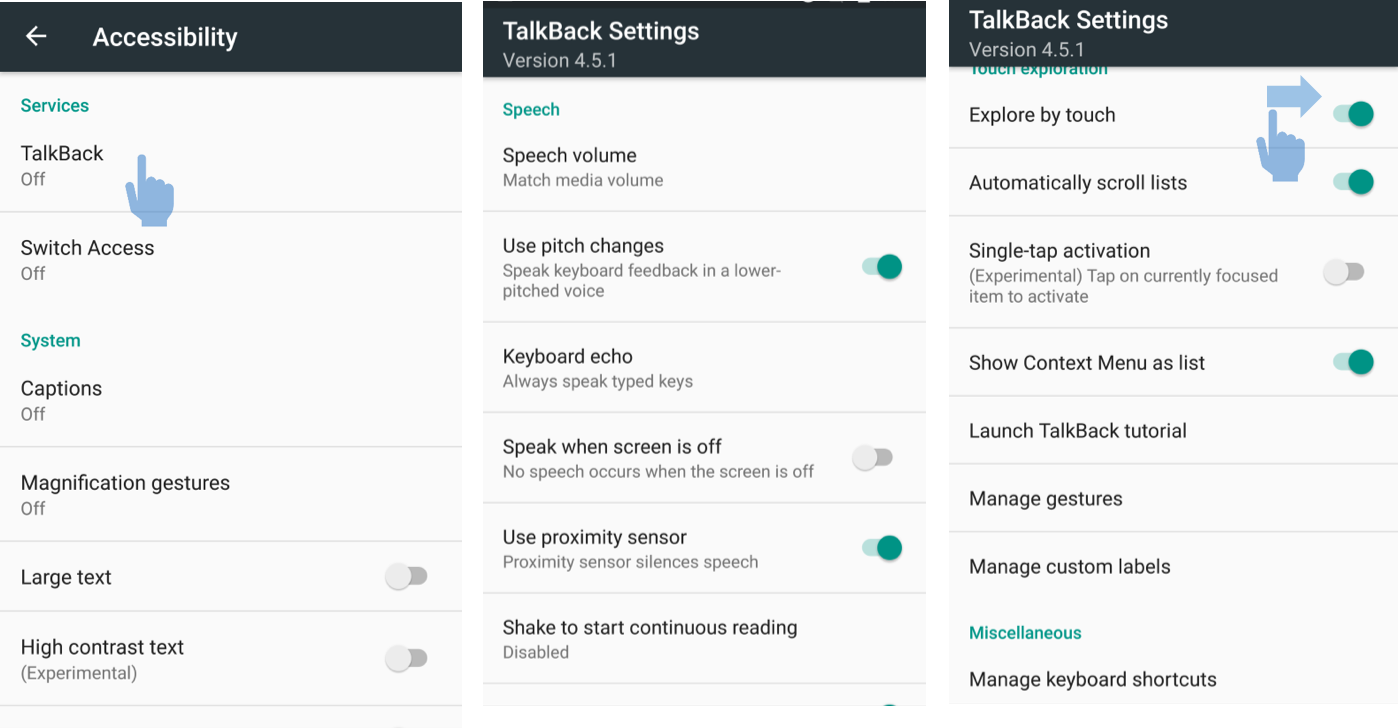 Accessibility
Services
TalkBack
Off
Switch Access
Off
System
Captions
Off
Magnification gestures
Off
Large text
High contrast text
(Experimental)
TalkBack Settings
Version 4.5.1
Speech
Speech volume
Match media volume
Use pitch changes
Speak keyboard feedback in a lower-
pitched voice
Keyboard echo
Always speak typed keys
Speak when screen is off
No speech occurs when the screen is off
Use proximity sensor
Proximity sensor silences speech
Shake to start continuous reading
Disabled
TalkBack Settings
Version 4.5.1
Touch exploration
Explore by touch
Automatically scroll lists
Single-tap activation
(Experimental) Tap on currently focused
item to activate
Show Context Menu as list
Launch TalkBack tutorial
Manage gestures
Manage custom labels
Miscellaneous
Manage keyboard shortcuts